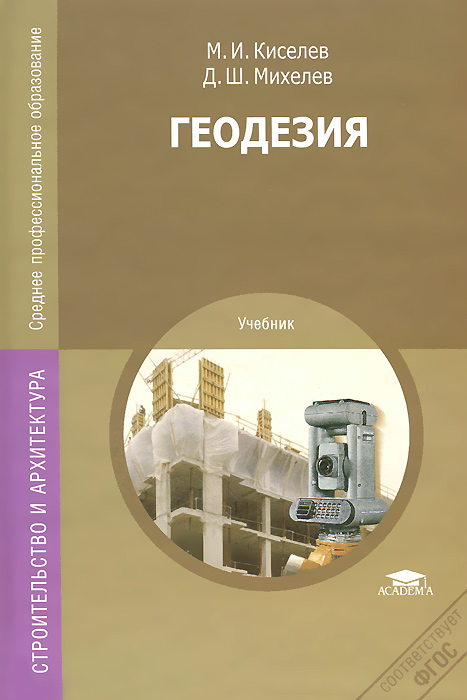 М. И. Киселев
Д. Ш. Михелев
ГЕОДЕЗИЯ
Учебник
Среднее профессиональное образование
СТРОИТЕЛЬСТВО И АРХИТЕКТУРА
ACADEMA
соответствует
ФГОС